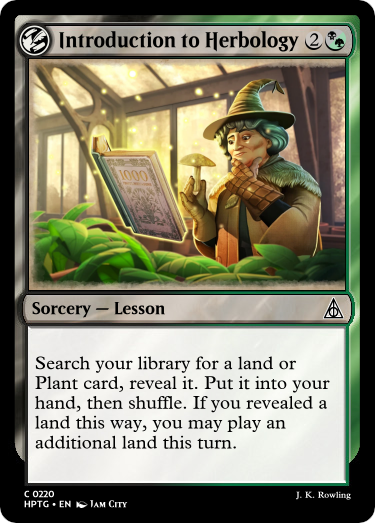 Introduction to Herbology 2
1000
Sorcery — Lesson
Search your library for a land or
Plant card, reveal it. Put it into your
hand, then shuffle. If you revealed a
land this way, you may play an
additional land this turn.
C 0220
HPTG • EN Jam City
J. K. Rowling